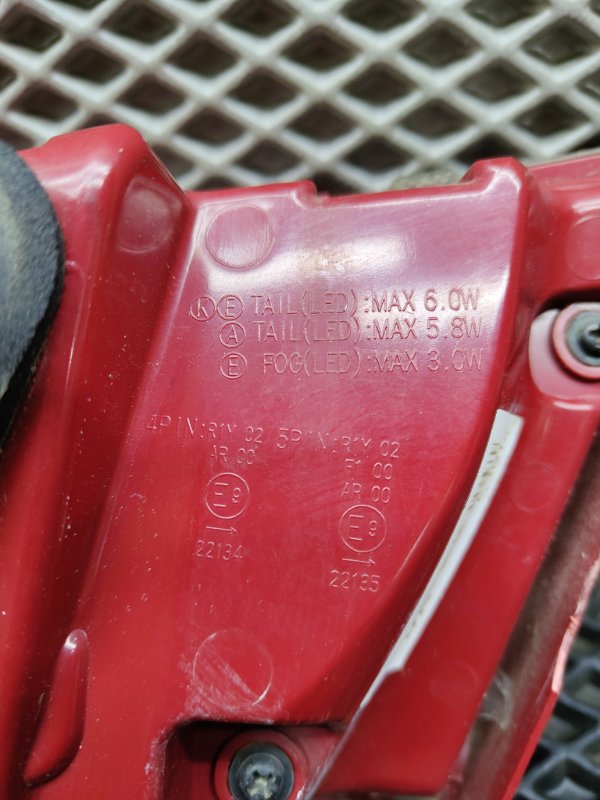 K E TAIL(LED):MAX 6.0W
A TAIL(LED):MAX 5.8W
E FOG(LED):MAX 3.0W
4PIN:R1Y 02
AR 00
E9
→
22134
5PIN:R1Y 02
F1 00
AR 00
E9
→
22135